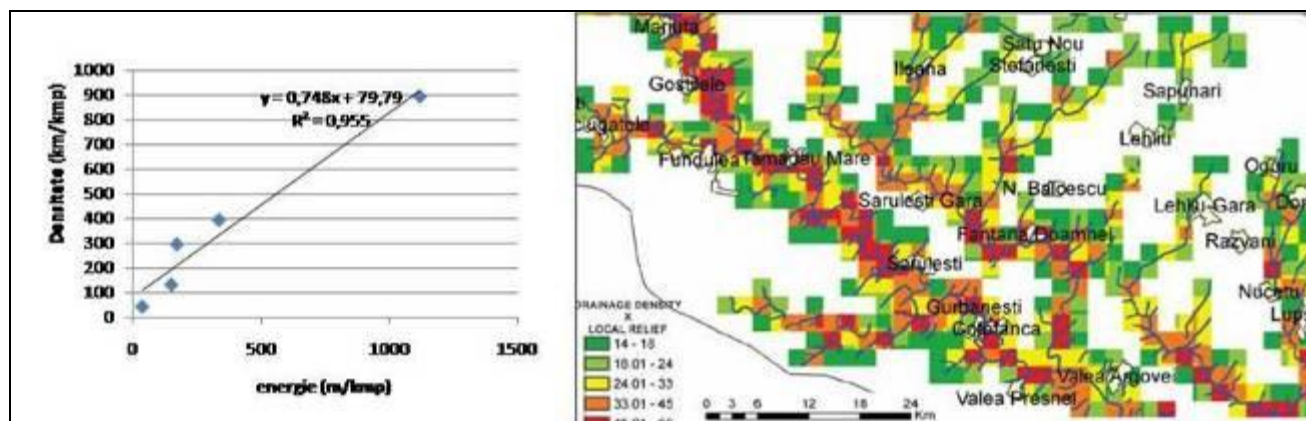 1000
900
800
700
600
500
400
300
200
100
0
Densitate (km/kmp)
y = 0,748x + 79,79
R² = 0,955
0 500 1000 1500
energie (m/kmp)
Satu Nou
Ileana
Stefanesti
Sapunari
Lehliu
Fundulea
Tamadau Mare
N. Balcescu
Sarulesti Gara
Lehliu-Gara
Fantana Doamnei
Razvani
Sarulesti
Gurbanesti
Valea Argovei
Valea Presnei
DRAINAGE DENSITY
X
LOCAL RELIEF
14 - 18
18.01 - 24
24.01 - 33
33.01 - 45
0 3 6 12 18 24
Km